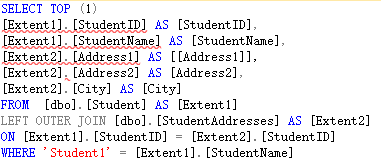 SELECT TOP (1)
[Extent1].[StudentID] AS [StudentID],
[Extent1].[StudentName] AS [StudentName],
[Extent2].[Address1] AS [[Address1]],
[Extent2].[Address2] AS [Address2],
[Extent2].[City] AS [City]
FROM [dbo].[Student] AS [Extent1]
LEFT OUTER JOIN [dbo].[StudentAddresses] AS [Extent2]
ON [Extent1].[StudentID] = [Extent2].[StudentID]
WHERE 'Student1' = [Extent1].[StudentName]